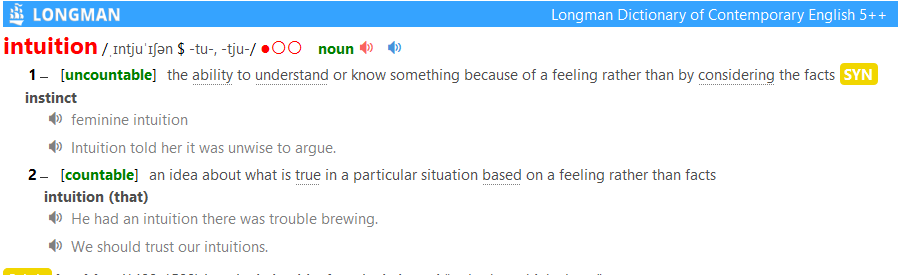 LONGMAN Longman Dictionary of Contemporary English 5++
intuition /ˌɪntjuˈɪʃən $ -tu-, -tju-/ ●○○ noun
1 – [uncountable] the ability to understand or know something because of a feeling rather than by considering the facts SYN
instinct
feminine intuition
Intuition told her it was unwise to argue.
2 – [countable] an idea about what is true in a particular situation based on a feeling rather than facts
intuition (that)
He had an intuition there was trouble brewing.
We should trust our intuitions.